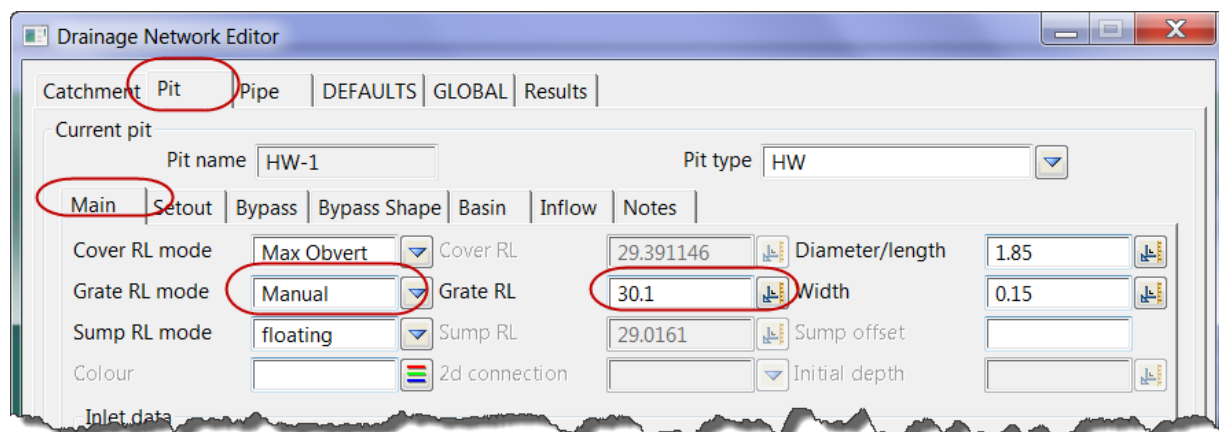 Drainage Network Editor
Catchment Pit Pipe DEFAULTS GLOBAL Results
Current pit
Pit name HW-1 Pit type HW
Main Setout Bypass Bypass Shape Basin Inflow Notes
Cover RL mode Max Obvert Cover RL 29.391146 Diameter/length 1.85
Grate RL mode Manual Grate RL 30.1 Width 0.15
Sump RL mode floating Sump RL 29.0161 Sump offset
Colour 2d connection Initial depth
Inlet data